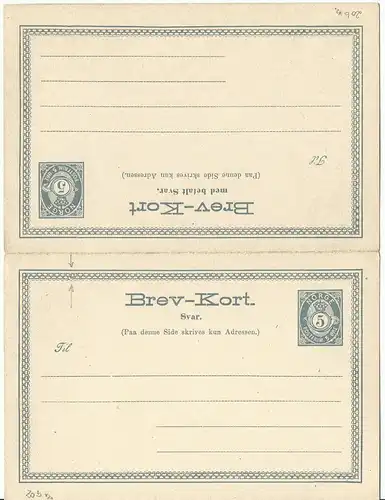 Brev-Kort
med betalt Svar.
(Paa denne Side skrives kun Adressen.)
Til
5
NORGE
5
Brev-Kort.
Svar.
(Paa denne Side skrives kun Adressen.)
Til